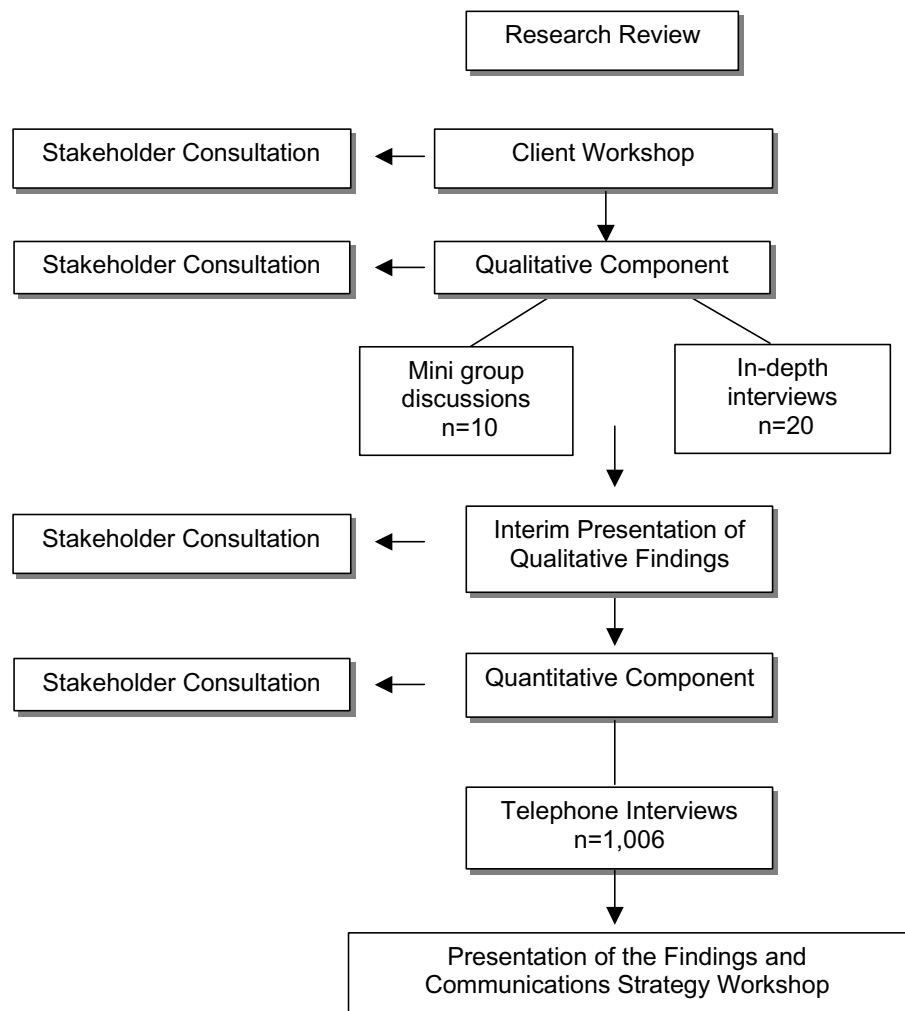 Research Review
Stakeholder Consultation
Client Workshop
Stakeholder Consultation
Qualitative Component
Mini group
discussions
n=10
In-depth
interviews
n=20
Stakeholder Consultation
Interim Presentation of
Qualitative Findings
Stakeholder Consultation
Quantitative Component
Telephone Interviews
n=1,006
Presentation of the Findings and
Communications Strategy Workshop